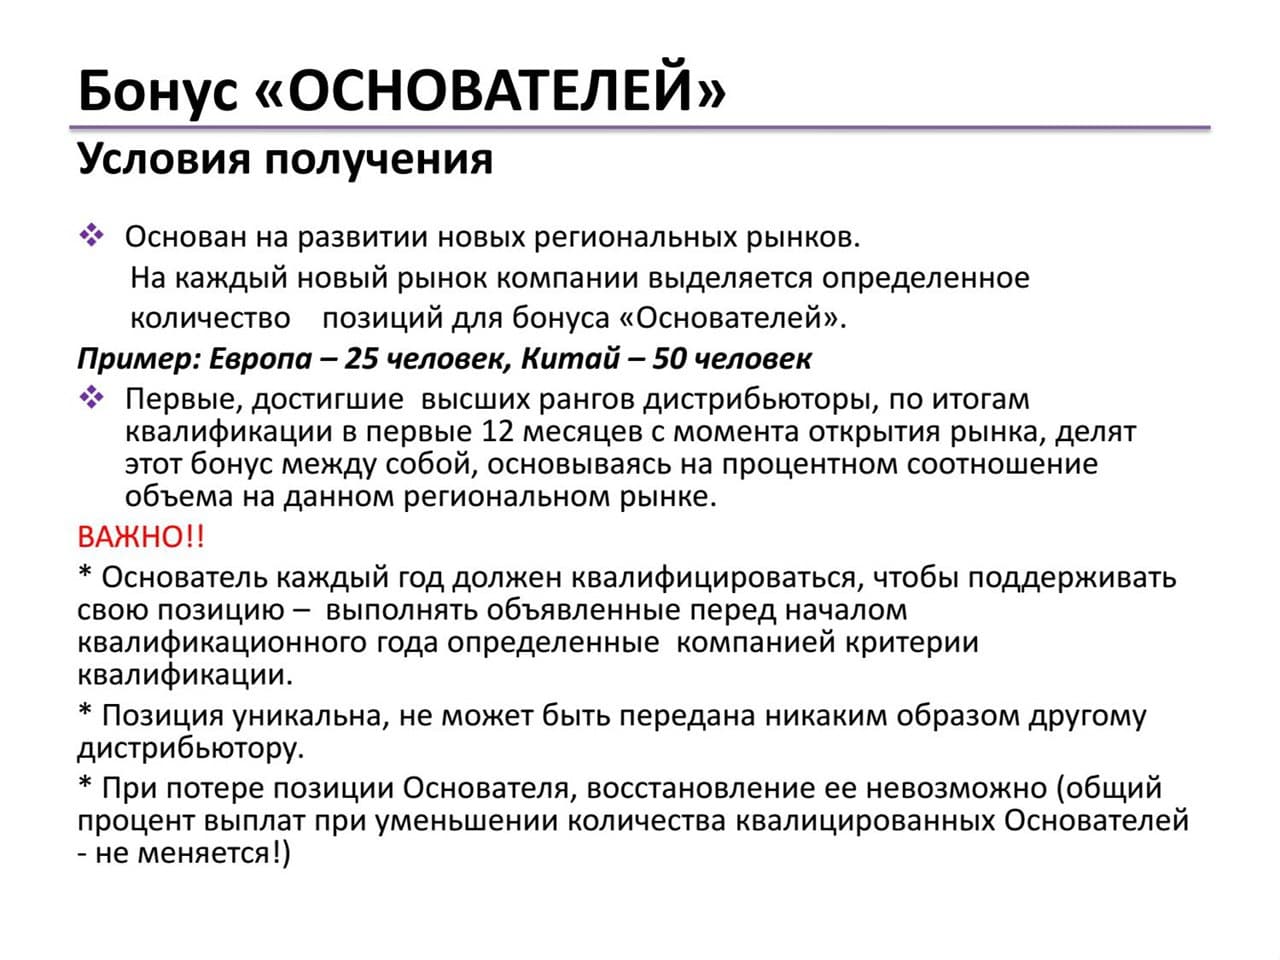 Бонус «ОСНОВАТЕЛЕЙ»
Условия получения
❖ Основан на развитии новых региональных рынков.
На каждый новый рынок компании выделяется определенное
количество    позиций для бонуса «Основателей».
Пример: Европа – 25 человек, Китай – 50 человек
❖ Первые, достигшие  высших рангов дистрибьюторы, по итогам
квалификации в первые 12 месяцев с момента открытия рынка, делят
этот бонус между собой, основываясь на процентном соотношение
объема на данном региональном рынке.
ВАЖНО!!
* Основатель каждый год должен квалифицироваться, чтобы поддерживать
свою позицию –  выполнять объявленные перед началом
квалификационного года определенные  компанией критерии
квалификации.
* Позиция уникальна, не может быть передана никаким образом другому
дистрибьютору.
* При потере позиции Основателя, восстановление ее невозможно (общий
процент выплат при уменьшении количества квалицированных Основателей
- не меняется!)